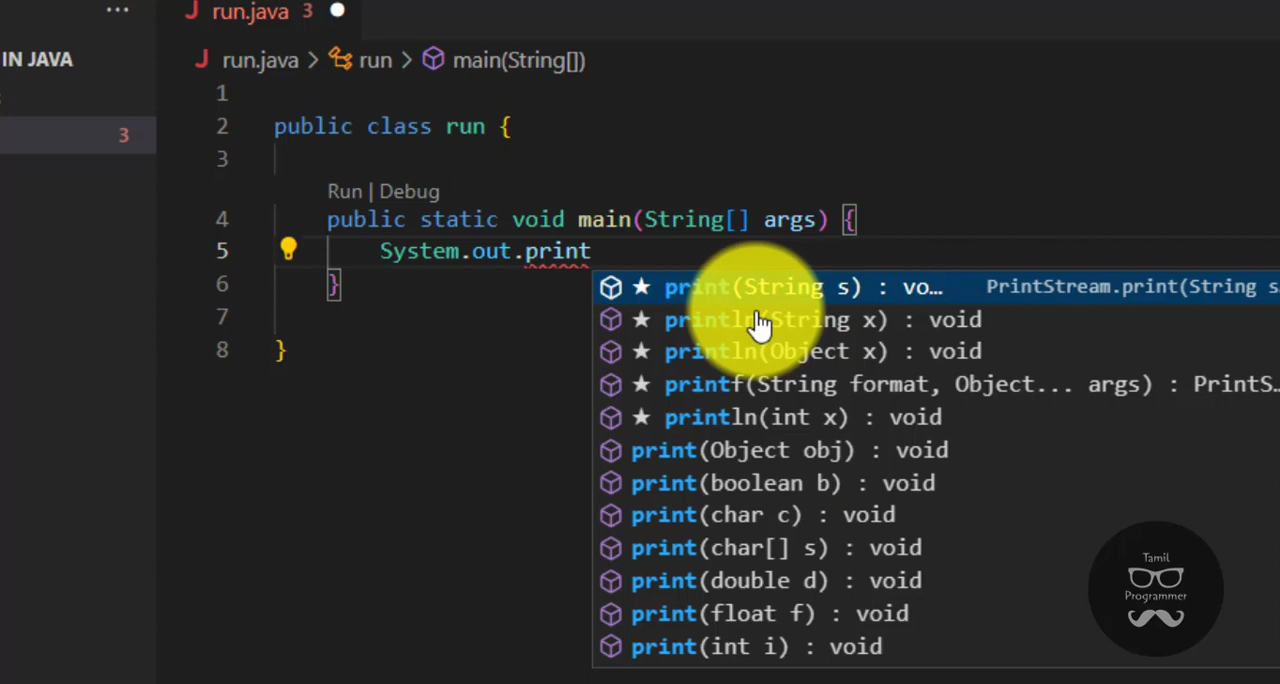 ... J run.java 3 ●
IN JAVA
J run.java > run > main(String[])
3
1
2 public class run {
3
Run | Debug
4 public static void main(String[] args) {
5 System.out.print
6 }
7
8 }
★ print(String s) : vo... PrintStream.print(String s
★ println(String x) : void
★ println(Object x) : void
★ printf(String format, Object... args) : PrintS...
★ println(int x) : void
print(Object obj) : void
print(boolean b) : void
print(char c) : void
print(char[] s) : void
print(double d) : void
print(float f) : void
print(int i) : void
Tamil
Programmer